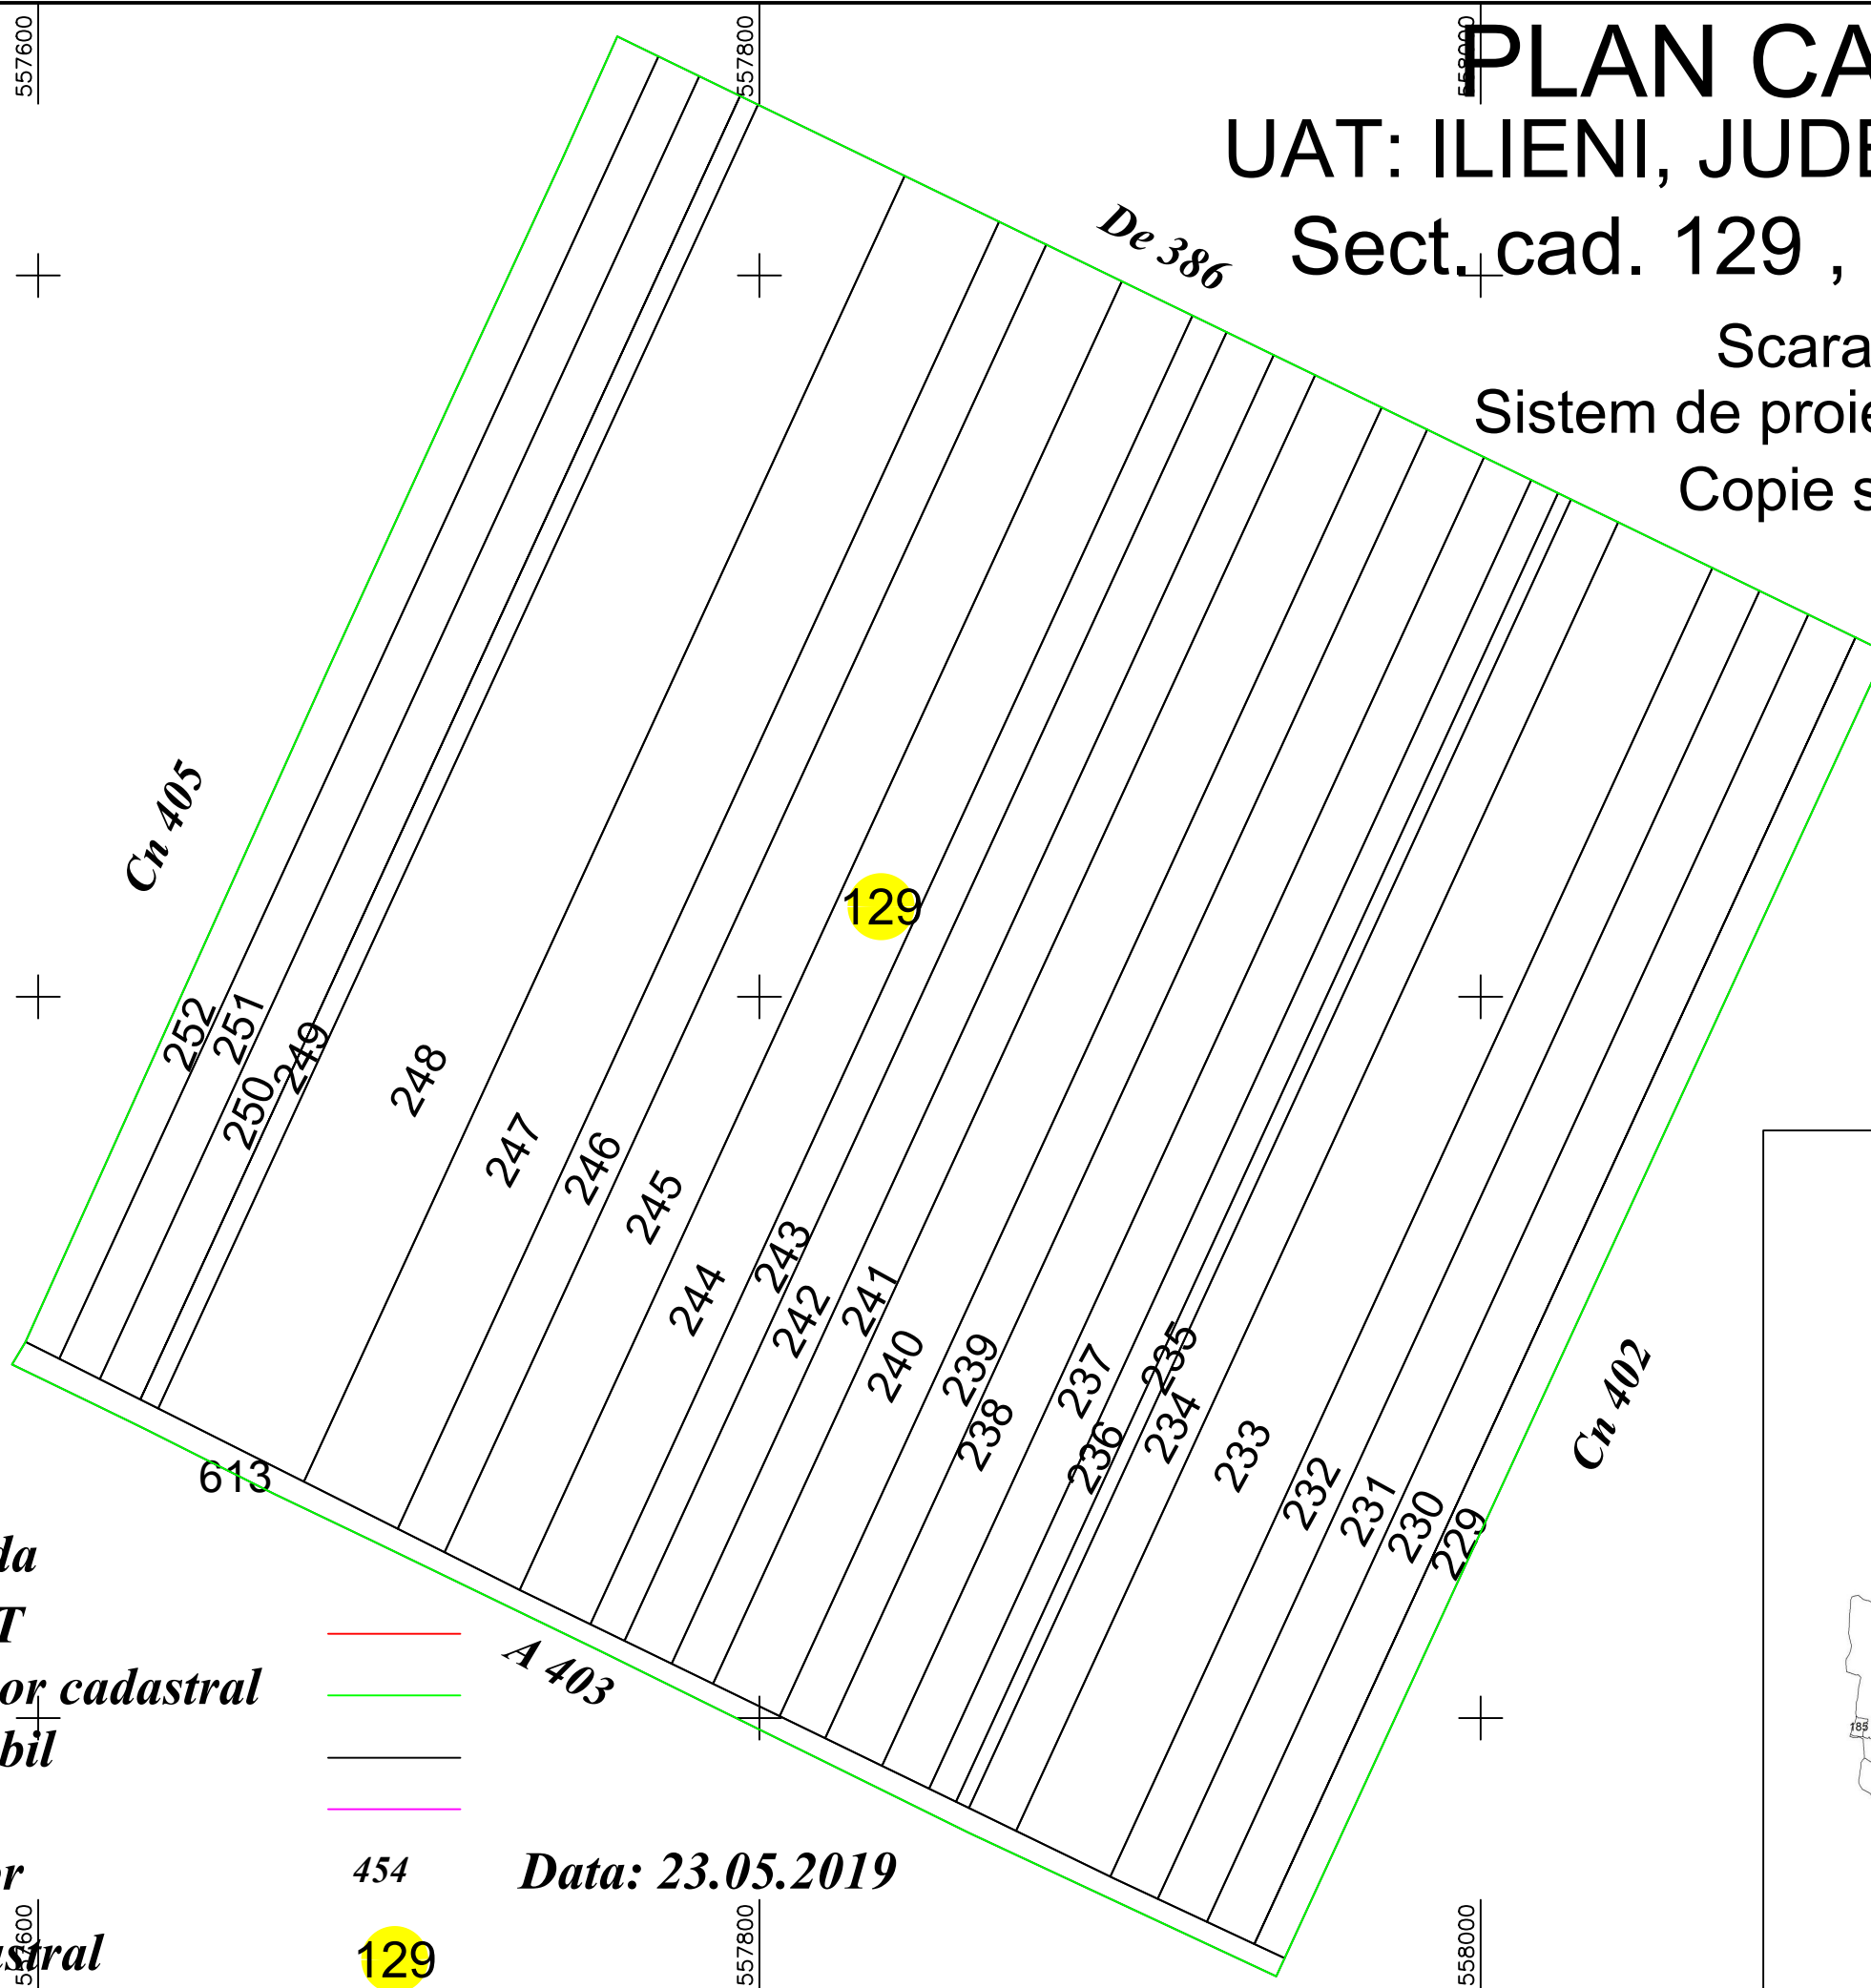 557600
557800
558000
PLAN CA
UAT: ILIENI, JUDE
Sect. cad. 129 ,
Scara
Sistem de proie
Copie s
De 386
Cn 405
129
252
251
250
249
248
247
246
245
244
243
242
241
240
239
238
237
236
235
234
233
232
231
230
229
Cn 402
613
A 403
da
T
or cadastral
bil
185
or
454
Data: 23.05.2019
astral
129
557600
557800
558000